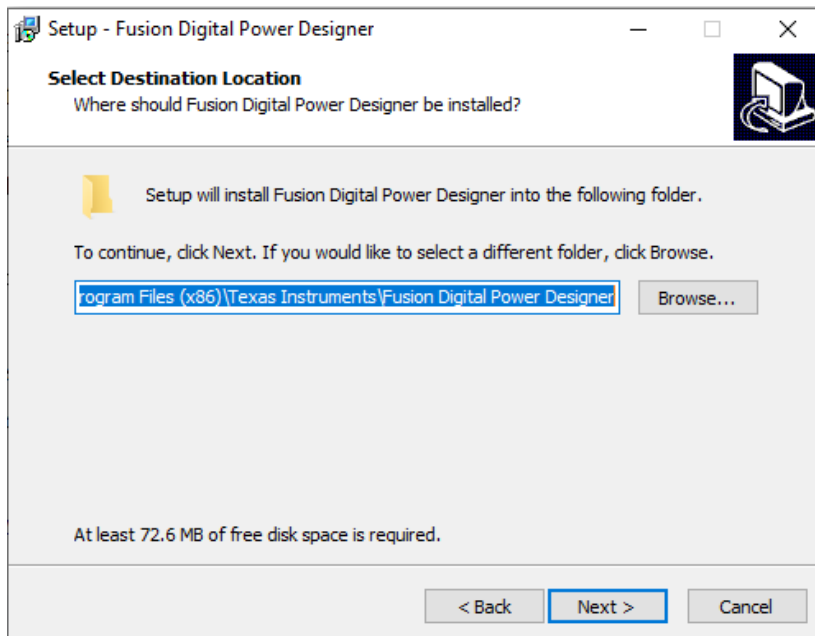 Setup - Fusion Digital Power Designer
Select Destination Location
Where should Fusion Digital Power Designer be installed?
Setup will install Fusion Digital Power Designer into the following folder.
To continue, click Next. If you would like to select a different folder, click Browse.
rogram Files (x86)\Texas Instruments\Fusion Digital Power Designer
Browse...
At least 72.6 MB of free disk space is required.
< Back
Next >
Cancel